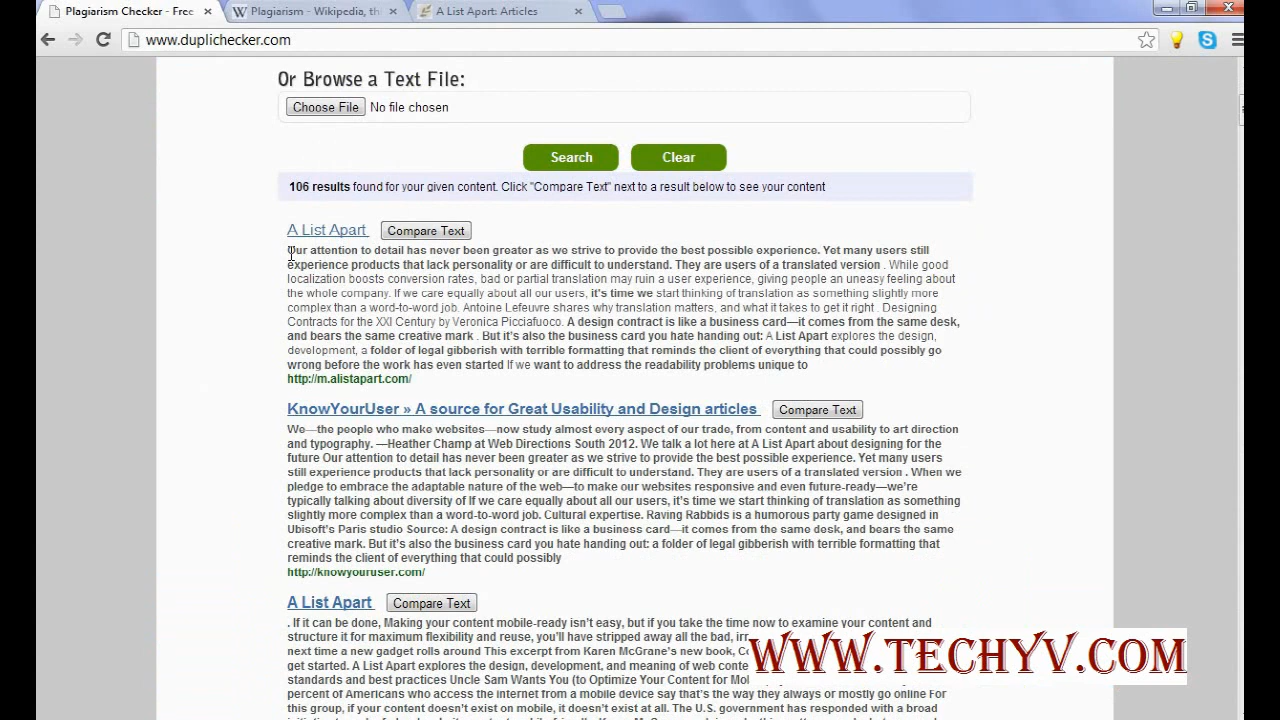 Plagiarism Checker - Free
Plagiarism - Wikipedia, th
A List Apart: Articles
www.duplichecker.com
Or Browse a Text File:
Choose File No file chosen
Search Clear
106 results found for your given content. Click "Compare Text" next to a result below to see your content
A List Apart Compare Text
Our attention to detail has never been greater as we strive to provide the best possible experience. Yet many users still
experience products that lack personality or are difficult to understand. They are users of a translated version . While good
localization boosts conversion rates, bad or partial translation may ruin a user experience, giving people an uneasy feeling about
the whole company. If we care equally about all our users, it's time we start thinking of translation as something slightly more
complex than a word-to-word job. Antoine Lefeuvre shares why translation matters, and what it takes to get it right . Designing
Contracts for the XXI Century by Veronica Picciafuoco. A design contract is like a business card—it comes from the same desk,
and bears the same creative mark . But it's also the business card you hate handing out: A List Apart explores the design,
development, a folder of legal gibberish with terrible formatting that reminds the client of everything that could possibly go
wrong before the work has even started If we want to address the readability problems unique to
http://m.alistapart.com/
KnowYourUser » A source for Great Usability and Design articles Compare Text
We—the people who make websites—now study almost every aspect of our trade, from content and usability to art direction
and typography. —Heather Champ at Web Directions South 2012. We talk a lot here at A List Apart about designing for the
future Our attention to detail has never been greater as we strive to provide the best possible experience. Yet many users
still experience products that lack personality or are difficult to understand. They are users of a translated version . When we
pledge to embrace the adaptable nature of the web—to make our websites responsive and even future-ready—we're
typically talking about diversity of If we care equally about all our users, it's time we start thinking of translation as something
slightly more complex than a word-to-word job. Cultural expertise. Raving Rabbids is a humorous party game designed in
Ubisoft's Paris studio Source: A design contract is like a business card—it comes from the same desk, and bears the same
creative mark. But it's also the business card you hate handing out: a folder of legal gibberish with terrible formatting that
reminds the client of everything that could possibly
http://knowyouruser.com/
A List Apart Compare Text
. If it can be done, Making your content mobile-ready isn't easy, but if you take the time now to examine your content and
structure it for maximum flexibility and reuse, you'll have stripped away all the bad, irr
next time a new gadget rolls around This excerpt from Karen McGrane's new book, Co
get started. A List Apart explores the design, development, and meaning of web conte
standards and best practices Uncle Sam Wants You (to Optimize Your Content for Mob
percent of Americans who access the internet from a mobile device say that's the way they always or mostly go online For
this group, if your content doesn't exist on mobile, it doesn't exist at all. The U.S. government has responded with a broad
WWW.TECHYV.COM